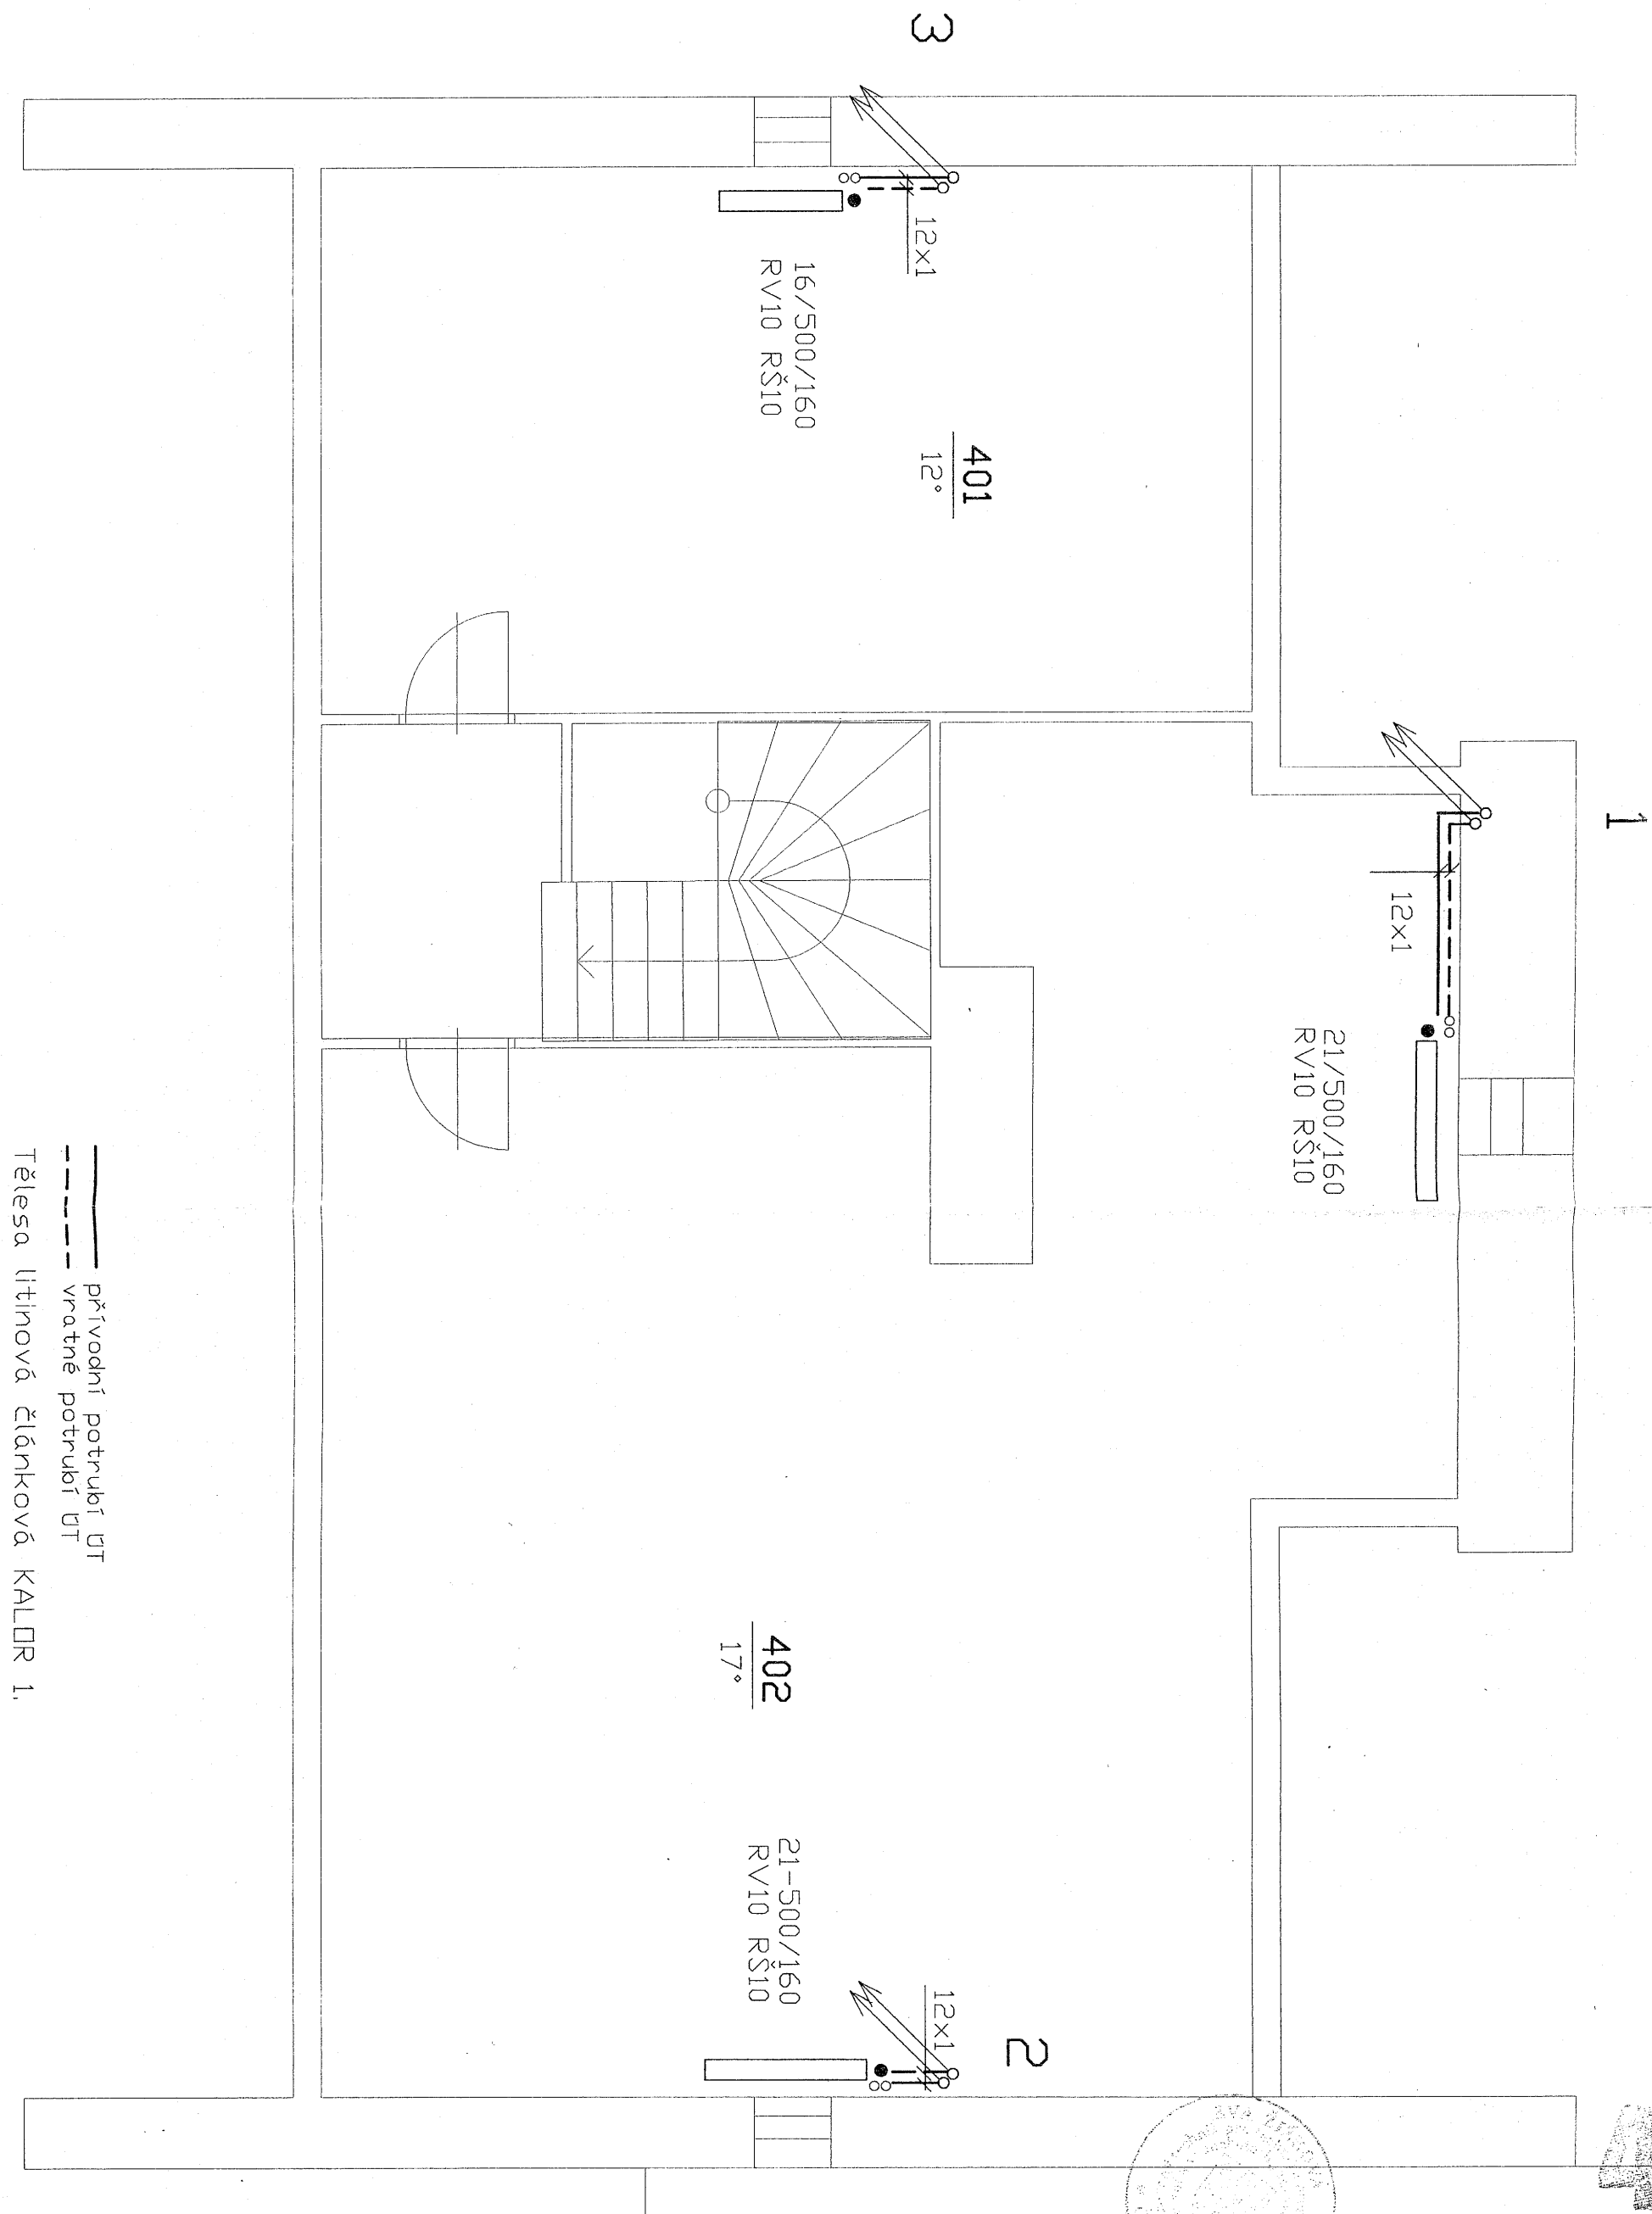 3
12x1
16/500/160
RV10 RŠ10
401
12°
1
12x1
21/500/160
RV10 RŠ10
402
17°
21-500/160
RV10 RŠ10
12x1
2
přívodní potrubí ÚT
vratné potrubí ÚT
Tělesa litinová článková KALOR 1.
4